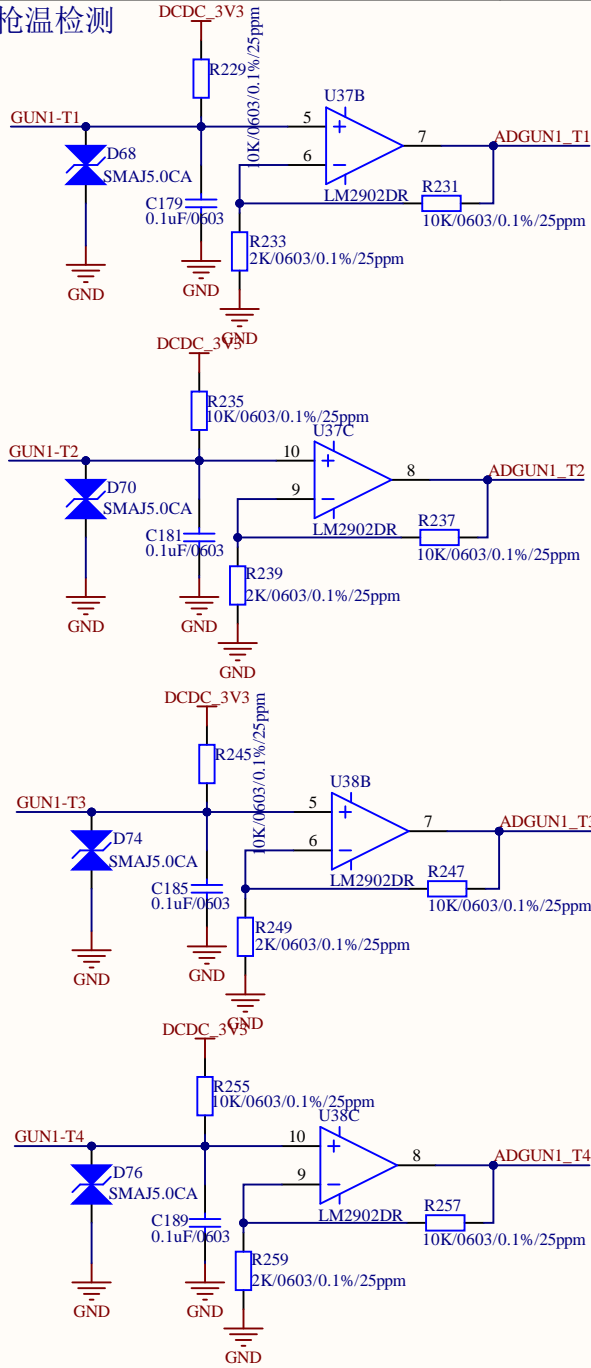 枪温检测
DCDC_3V3
R229
10K/0603/0.1%/25ppm
U37B
GUN1-T1
5
6
7
ADGUN1_T1
D68
SMAJ5.0CA
C179
0.1uF/0603
LM2902DR
R231
10K/0603/0.1%/25ppm
R233
2K/0603/0.1%/25ppm
GND
GND
GND
DCDC_3V3
R235
10K/0603/0.1%/25ppm
U37C
GUN1-T2
10
9
8
ADGUN1_T2
D70
SMAJ5.0CA
C181
0.1uF/0603
LM2902DR
R237
10K/0603/0.1%/25ppm
R239
2K/0603/0.1%/25ppm
GND
GND
GND
DCDC_3V3
R245
10K/0603/0.1%/25ppm
U38B
GUN1-T3
5
6
7
ADGUN1_T3
D74
SMAJ5.0CA
C185
0.1uF/0603
LM2902DR
R247
10K/0603/0.1%/25ppm
R249
2K/0603/0.1%/25ppm
GND
GND
GND
DCDC_3V3
R255
10K/0603/0.1%/25ppm
U38C
GUN1-T4
10
9
8
ADGUN1_T4
D76
SMAJ5.0CA
C189
0.1uF/0603
LM2902DR
R257
10K/0603/0.1%/25ppm
R259
2K/0603/0.1%/25ppm
GND
GND
GND